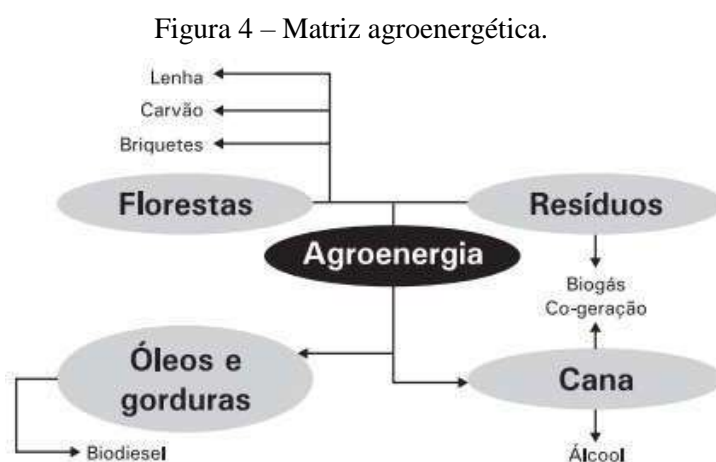 Figura 4 – Matriz agroenergética.
Lenha
Carvão
Briquetes
Florestas
Resíduos
Agroenergia
Biogás
Co-geração
Óleos e
gorduras
Cana
Biodiesel
Álcool